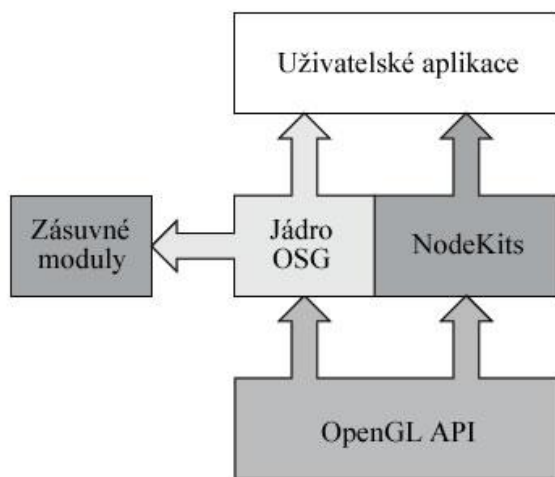 Uživatelské aplikace
Zásuvné
moduly
Jádro
OSG
NodeKits
OpenGL API